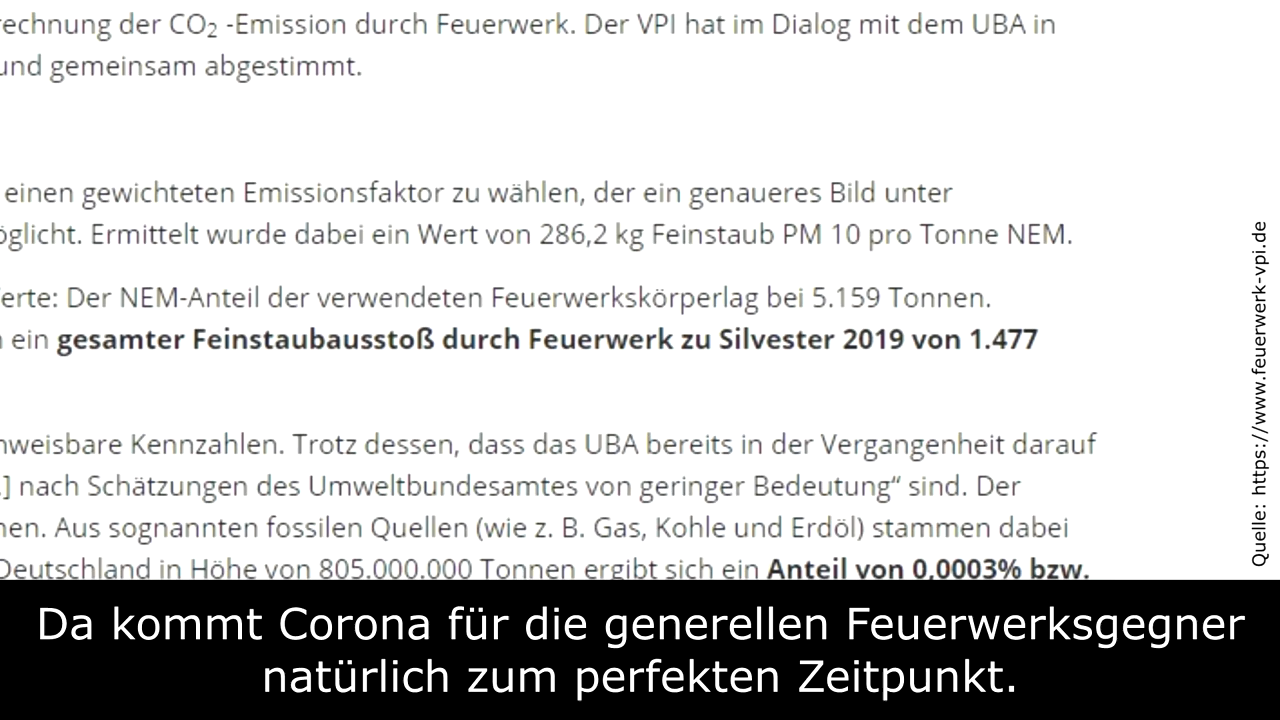 rechnung der CO₂ -Emission durch Feuerwerk. Der VPI hat im Dialog mit dem UBA in
und gemeinsam abgestimmt.
einen gewichteten Emissionsfaktor zu wählen, der ein genaueres Bild unter
öglicht. Ermittelt wurde dabei ein Wert von 286,2 kg Feinstaub PM 10 pro Tonne NEM.
erte: Der NEM-Anteil der verwendeten Feuerwerkskörperlag bei 5.159 Tonnen.
ein gesamter Feinstaubausstoß durch Feuerwerk zu Silvester 2019 von 1.477
weisbare Kennzahlen. Trotz dessen, dass das UBA bereits in der Vergangenheit darauf
.] nach Schätzungen des Umweltbundesamtes von geringer Bedeutung“ sind. Der
en. Aus sognannten fossilen Quellen (wie z. B. Gas, Kohle und Erdöl) stammen dabei
Deutschland in Höhe von 805.000.000 Tonnen ergibt sich ein Anteil von 0,0003% bzw.
Quelle: https://www.feuerwerk-vpi.de
Da kommt Corona für die generellen Feuerwerksgegner
natürlich zum perfekten Zeitpunkt.